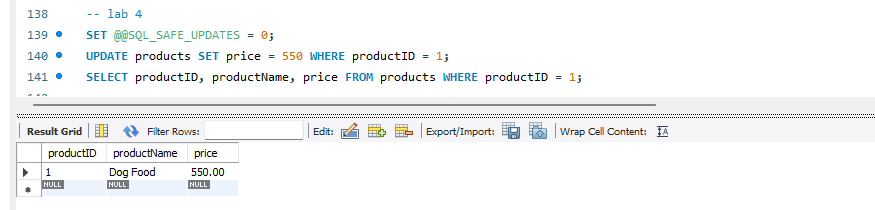 138 -- lab 4
139 SET @@SQL_SAFE_UPDATES = 0;
140 UPDATE products SET price = 550 WHERE productID = 1;
141 SELECT productID, productName, price FROM products WHERE productID = 1;
Result Grid Filter Rows: Edit: Export/Import: Wrap Cell Content: IA
productID productName price
1 Dog Food 550.00
NULL NULL NULL